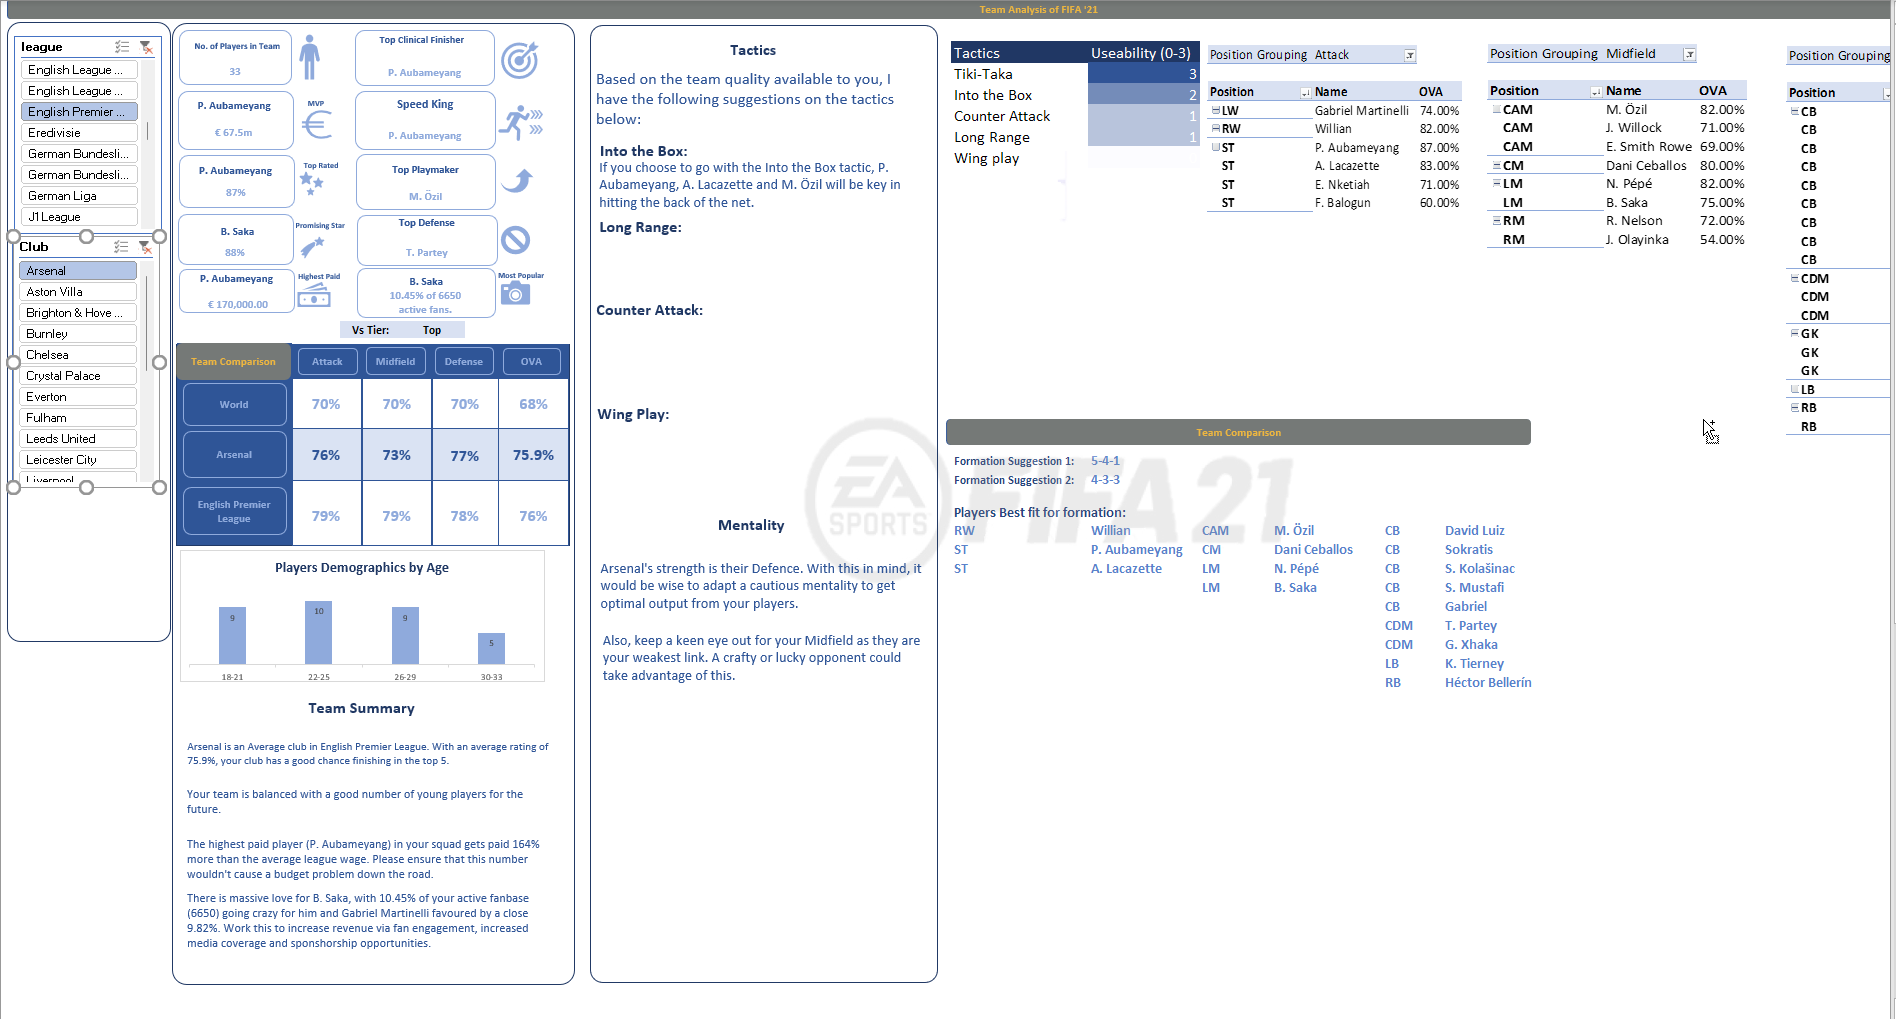 Team Analysis of FIFA '21
league
English League ...
English League ...
English Premier ...
Eredivisie
German Bundesli...
German Bundesli...
German Liga
J1 League
Club
Arsenal
Aston Villa
Brighton & Hove ...
Burnley
Chelsea
Crystal Palace
Everton
Fulham
Leeds United
Leicester City
Liverpool
No. of Players in Team
33
Top Clinical Finisher
P. Aubameyang
P. Aubameyang
€ 67.5m
MVP
Speed King
P. Aubameyang
P. Aubameyang
87%
Top Rated
Top Playmaker
M. Özil
B. Saka
88%
Promising Star
Top Defense
T. Partey
P. Aubameyang
€ 170,000.00
Highest Paid
B. Saka
10.45% of 6650
active fans.
Most Popular
Vs Tier: Top
Team Comparison Attack Midfield Defense OVA
World 70% 70% 70% 68%
Arsenal 76% 73% 77% 75.9%
English Premier
League
79% 79% 78% 76%
Players Demographics by Age
9 10 9 5
18-21 22-25 26-29 30-33
Team Summary
Arsenal is an Average club in English Premier League. With an average rating of
75.9%, your club has a good chance finishing in the top 5.
Your team is balanced with a good number of young players for the
future.
The highest paid player (P. Aubameyang) in your squad gets paid 164%
more than the average league wage. Please ensure that this number
wouldn't cause a budget problem down the road.
There is massive love for B. Saka, with 10.45% of your active fanbase
(6650) going crazy for him and Gabriel Martinelli favoured by a close
9.82%. Work this to increase revenue via fan engagement, increased
media coverage and sponshorship opportunities.
Tactics
Based on the team quality available to you, I
have the following suggestions on the tactics
below:
Into the Box:
If you choose to go with the Into the Box tactic, P.
Aubameyang, A. Lacazette and M. Özil will be key in
hitting the back of the net.
Long Range:
Counter Attack:
Wing Play:
Mentality
Arsenal's strength is their Defence. With this in mind, it
would be wise to adapt a cautious mentality to get
optimal output from your players.
Also, keep a keen eye out for your Midfield as they are
your weakest link. A crafty or lucky opponent could
take advantage of this.
Tactics Useability (0-3)
Tiki-Taka 3
Into the Box 2
Counter Attack 1
Long Range 1
Wing play
Position Grouping Attack
Position Name OVA
LW Gabriel Martinelli 74.00%
RW Willian 82.00%
ST P. Aubameyang 87.00%
ST A. Lacazette 83.00%
ST E. Nketiah 71.00%
ST F. Balogun 60.00%
Position Grouping Midfield
Position Name OVA
CAM M. Özil 82.00%
CAM J. Willock 71.00%
CAM E. Smith Rowe 69.00%
CM Dani Ceballos 80.00%
LM N. Pépé 82.00%
LM B. Saka 75.00%
RM R. Nelson 72.00%
RM J. Olayinka 54.00%
Position Grouping
Position
CB
CB
CB
CB
CB
CB
CB
CB
CB
CDM
CDM
CDM
GK
GK
GK
LB
RB
RB
EA
SPORTS
FIFA 21
Team Comparison
Formation Suggestion 1: 5-4-1
Formation Suggestion 2: 4-3-3
Players Best fit for formation:
RW Willian CAM M. Özil CB David Luiz
ST P. Aubameyang CM Dani Ceballos CB Sokratis
ST A. Lacazette LM N. Pépé CB S. Kolašinac
LM B. Saka CB S. Mustafi
CB Gabriel
CDM T. Partey
CDM G. Xhaka
LB K. Tierney
RB Héctor Bellerín